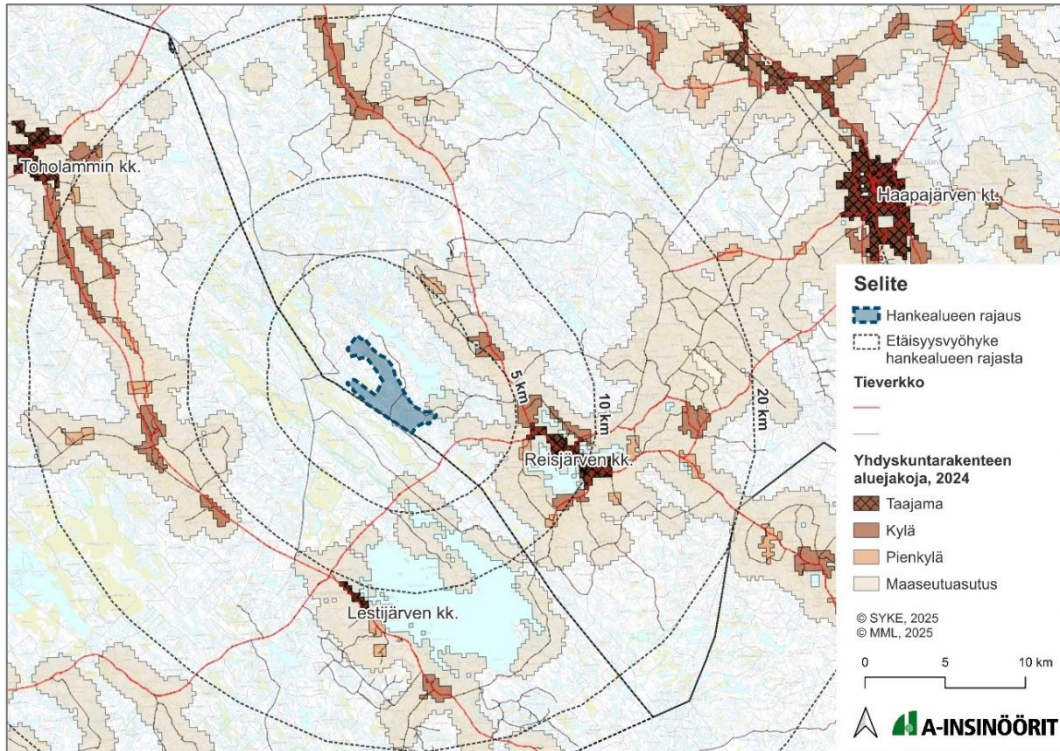 Toholammin kk.
Haapajärven kt.
5 km
10 km
20 km
Reisjärven kk.
Lestijärven kk.
Selite
Hankealueen rajaus
Etäisyysvyöhyke
hankealueen rajasta
Tieverkko
Yhdyskuntarakenteen
aluejakoja, 2024
Taajama
Kylä
Pienkylä
Maaseutuasutus
© SYKE, 2025
© MML, 2025
0 5 10 km
A-INSINÖÖRIT